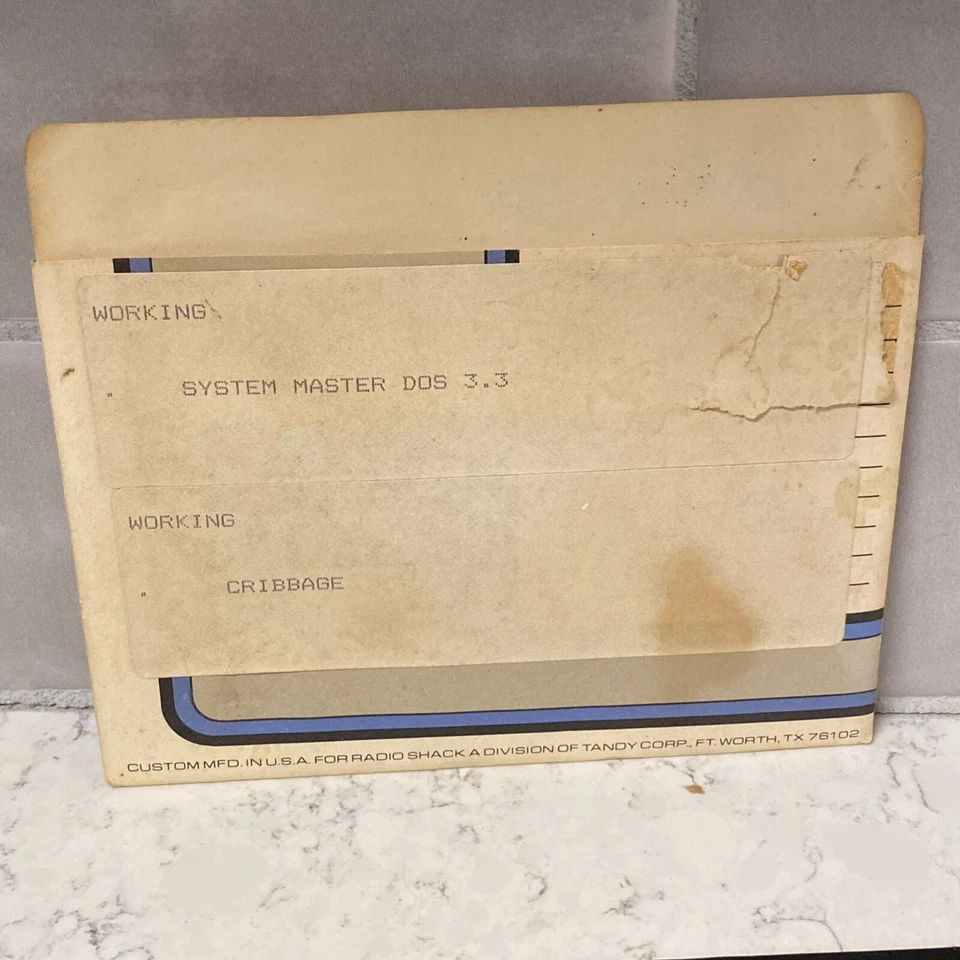 WORKING
" SYSTEM MASTER DOS 3.3
WORKING
" CRIBBAGE
CUSTOM MFD. IN U.S.A. FOR RADIO SHACK A DIVISION OF TANDY CORP., FT. WORTH, TX 76102